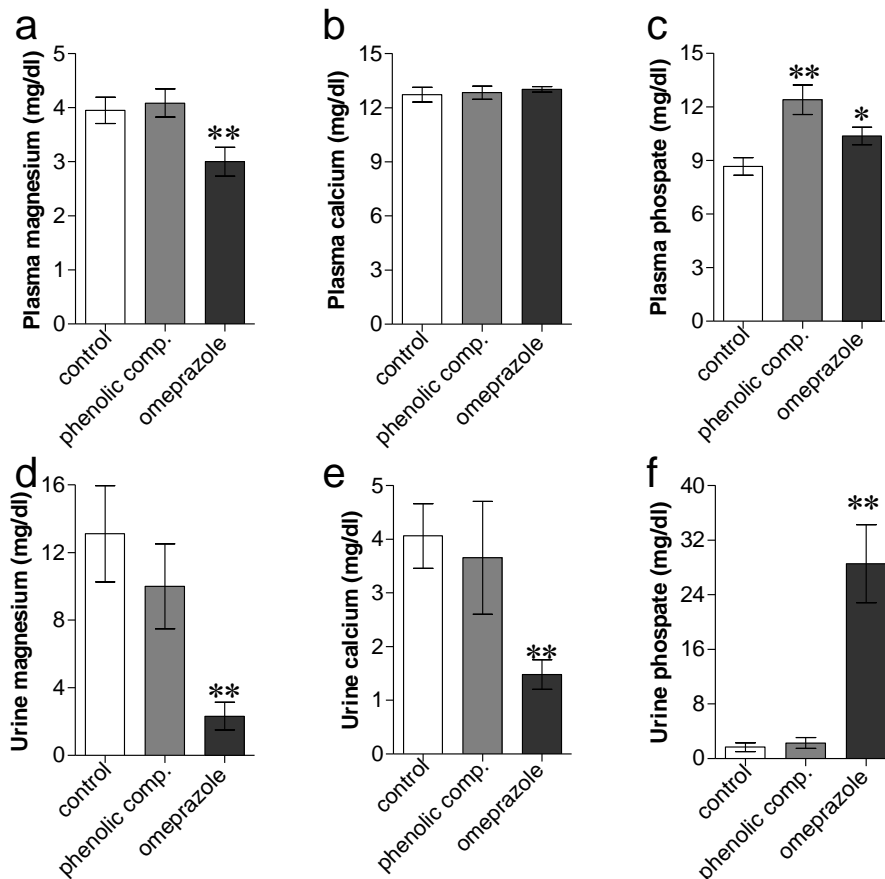 a
Plasma magnesium (mg/dl)
5
4
3
2
1
0
**
control
phenolic comp.
omeprazole
b
Plasma calcium (mg/dl)
15
12
9
6
3
0
control
phenolic comp.
omeprazole
c
Plasma phospate (mg/dl)
15
12
9
6
3
0
**
*
control
phenolic comp.
omeprazole
d
Urine magnesium (mg/dl)
16
12
8
4
0
**
control
phenolic comp.
omeprazole
e
Urine calcium (mg/dl)
5
4
3
2
1
0
**
control
phenolic comp.
omeprazole
f
Urine phospate (mg/dl)
40
32
24
16
8
0
**
control
phenolic comp.
omeprazole